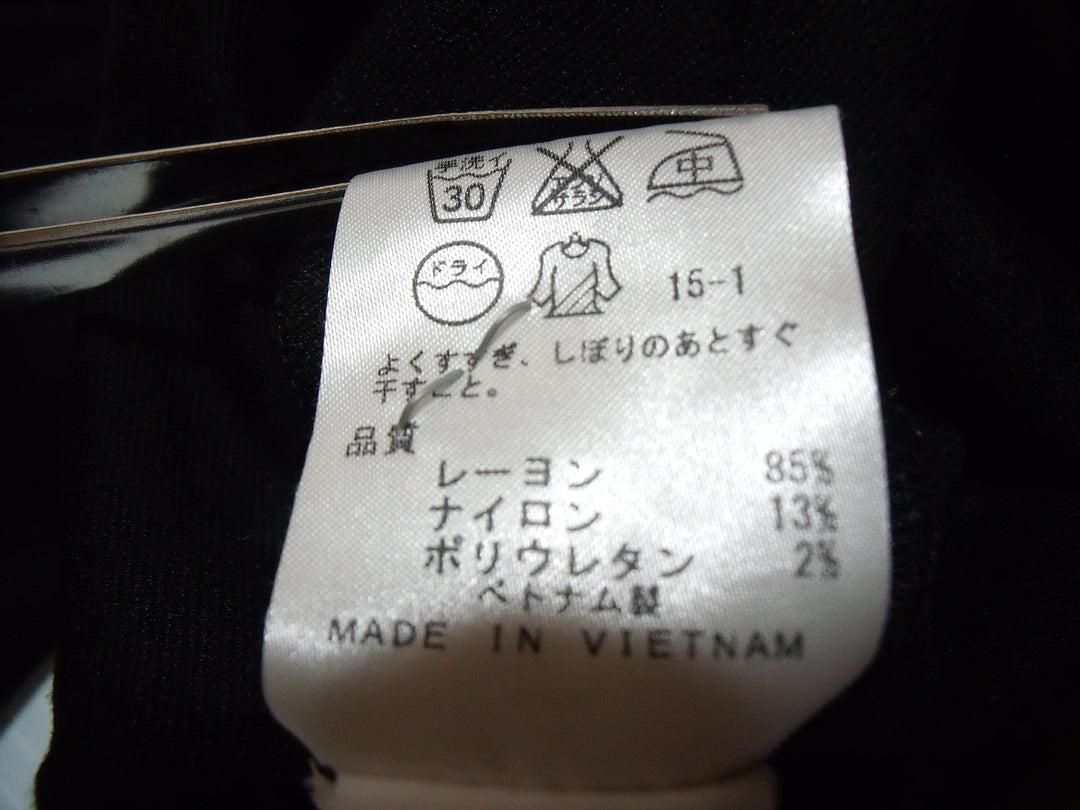 手洗イ
30
中
ドライ
15-1
よくすすぎ、しぼりのあとすぐ
干すこと。
品質
レーヨン 85%
ナイロン 13%
ポリウレタン 2%
ベトナム製
MADE IN VIETNAM